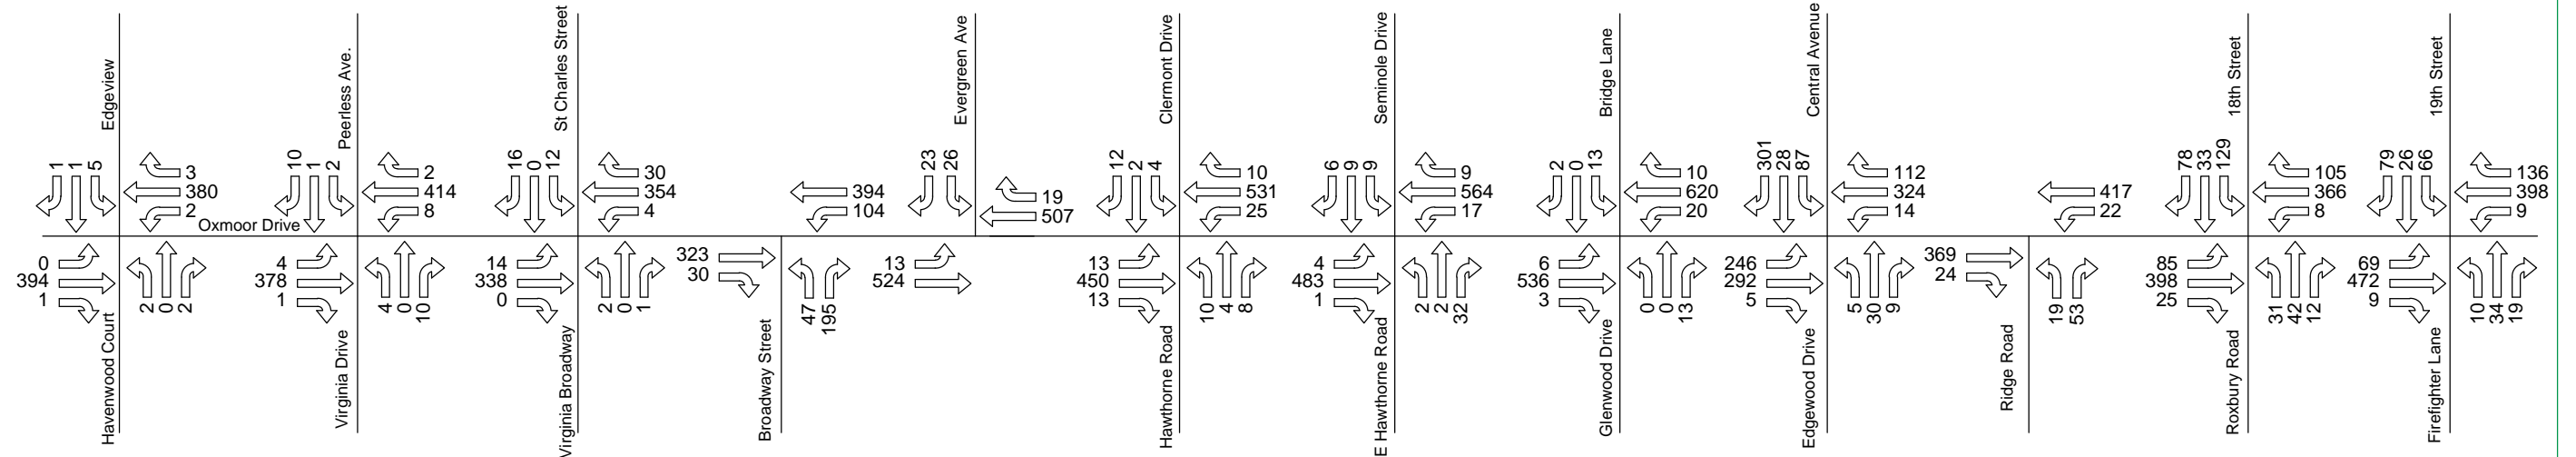 Edgeview
Peerless Ave.
St Charles Street
Evergreen Ave
Clermont Drive
Seminole Drive
Bridge Lane
Central Avenue
18th Street
19th Street
1 1 5
3
380
2
10 1 2
2
414
8
16 0 12
30
354
4
394
104
23 26
19
507
12 2 4
10
531
25
6 9 9
9
564
17
2 0 13
10
620
20
301 28 87
112
324
14
417
22
78 33 129
105
366
8
79 26 66
136
398
9
Oxmoor Drive
0
394
1
2 0 2
4
378
1
4 0 10
14
338
0
2 0 1
323
30
47 195
13
524
13
450
13
10 4 8
4
483
1
2 2 32
6
536
3
0 0 13
246
292
5
5 30 9
369
24
19 53
85
398
25
31 42 12
69
472
9
10 34 19
Havenwood Court
Virginia Drive
Virginia Broadway
Broadway Street
Hawthorne Road
E Hawthorne Road
Glenwood Drive
Edgewood Drive
Ridge Road
Roxbury Road
Firefighter Lane